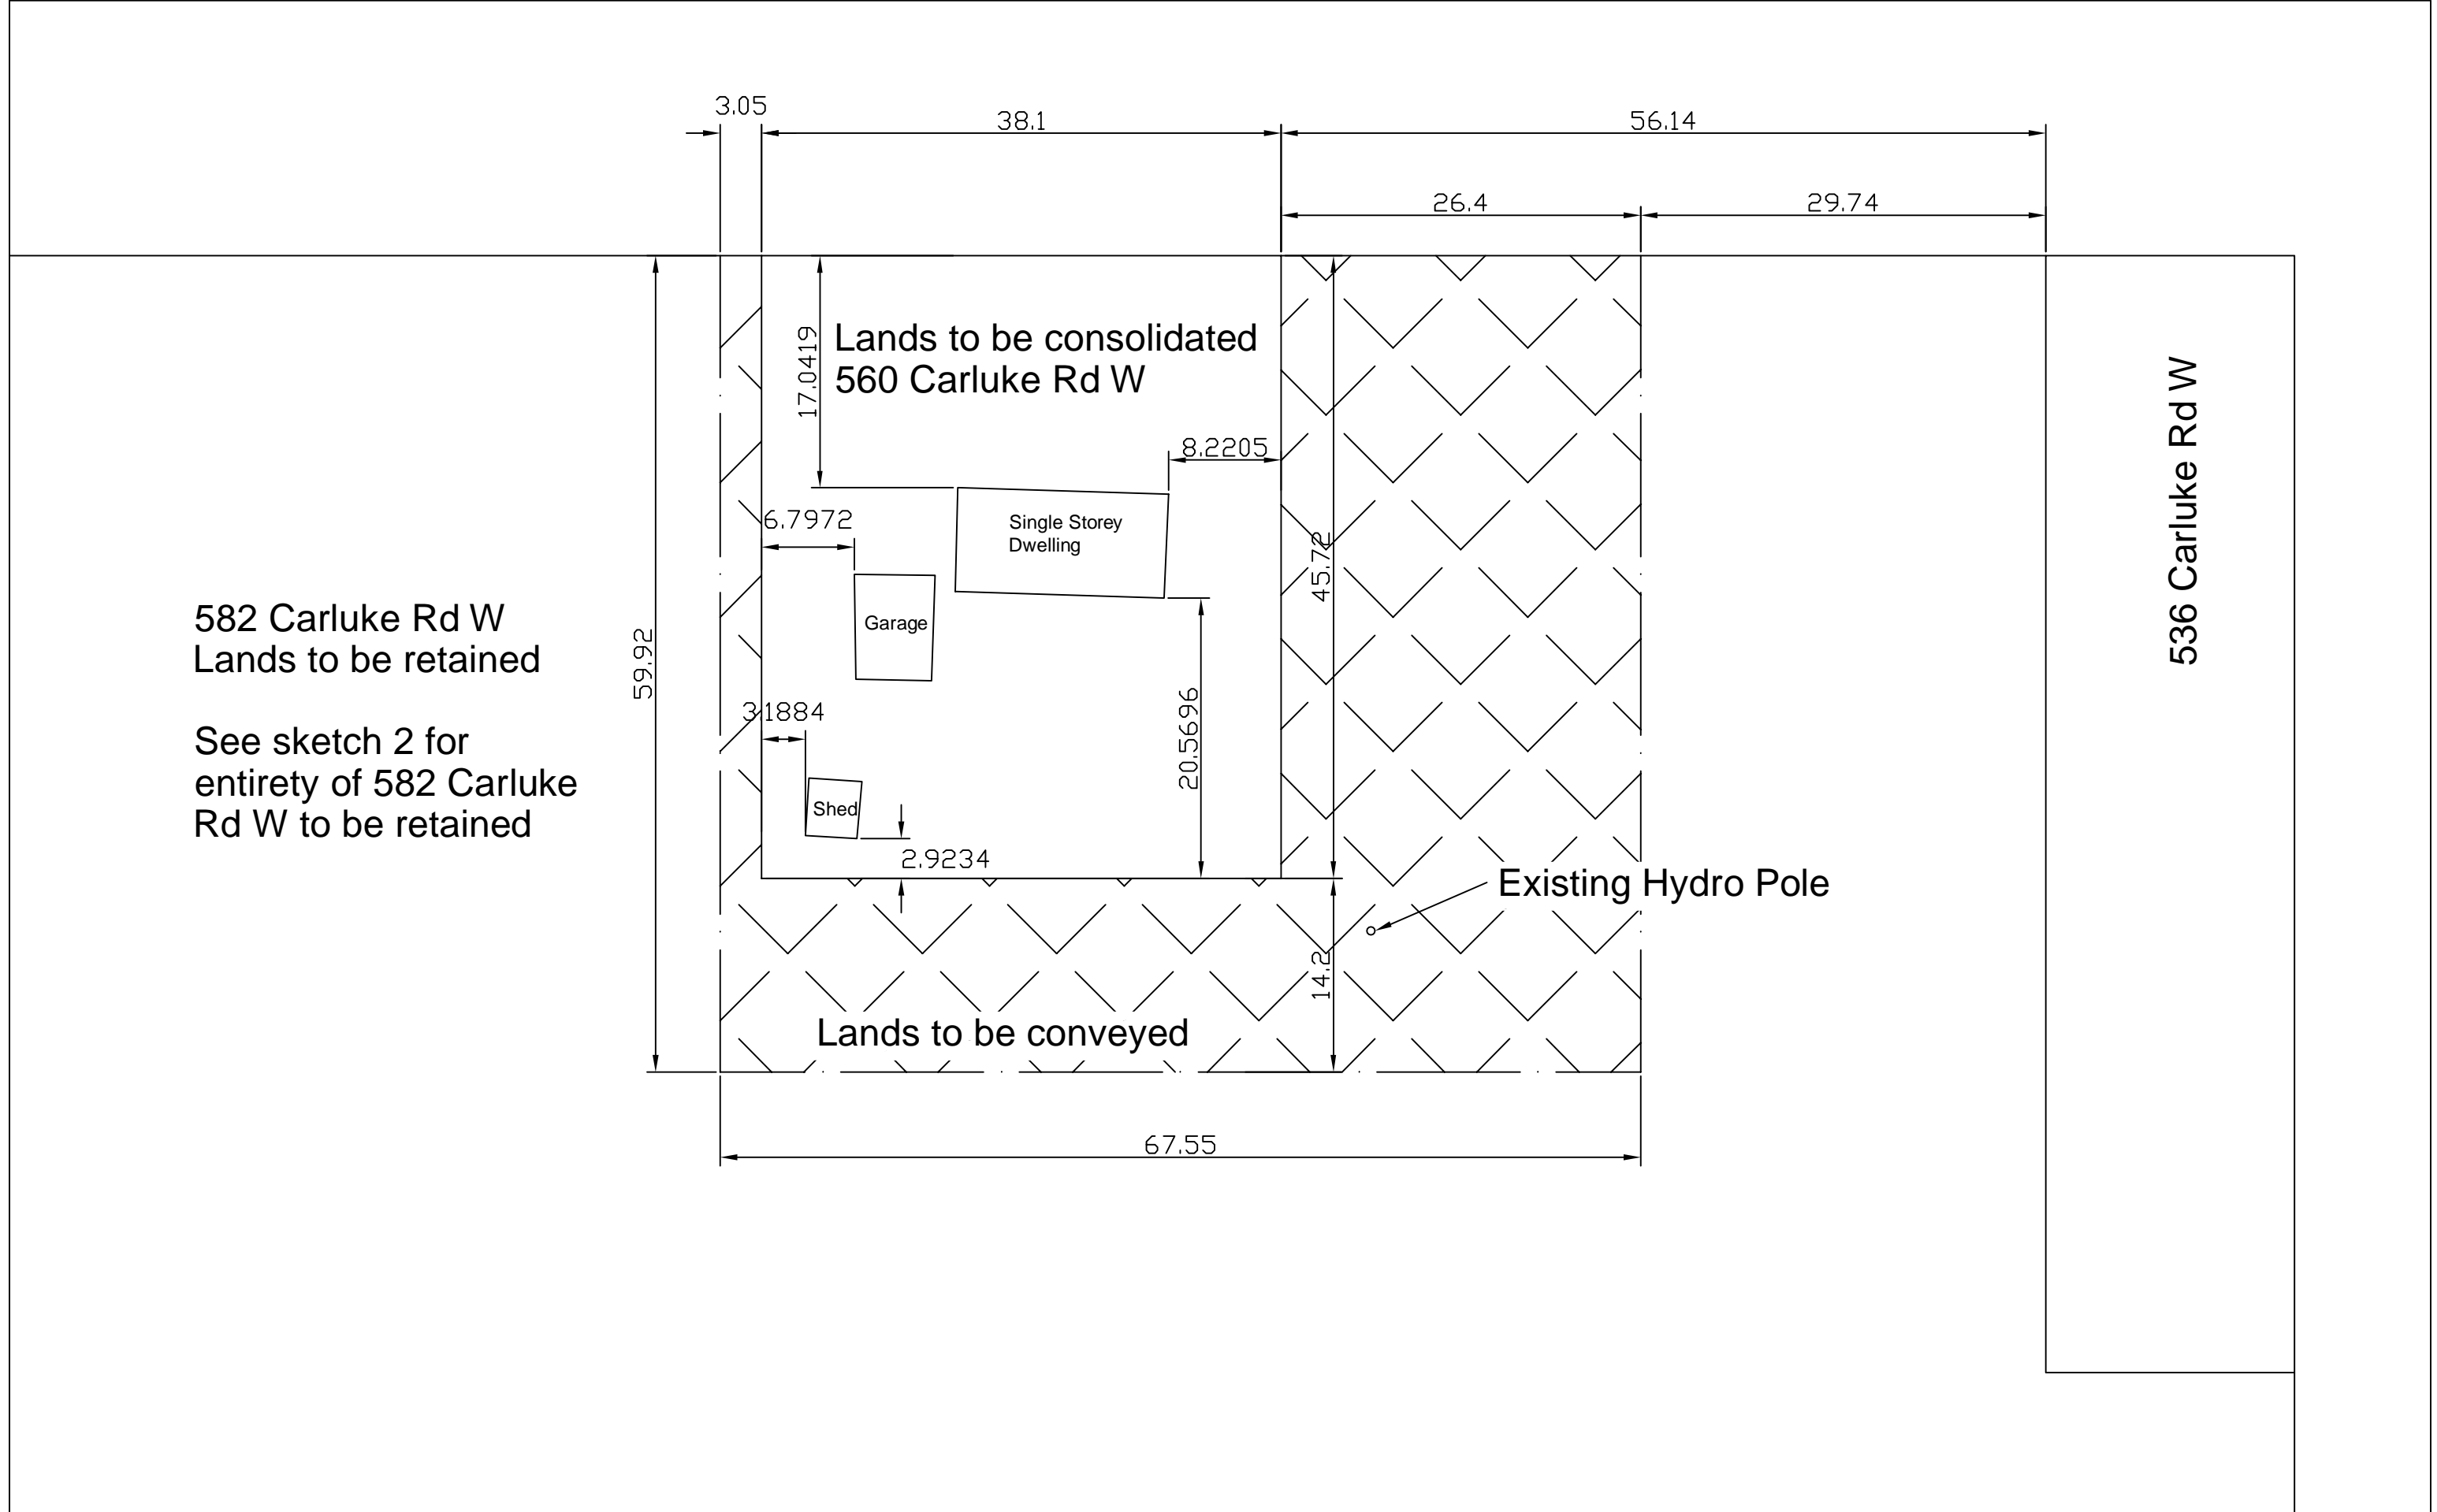 3.05
38.1
56.14
26.4
29.74
Lands to be consolidated
560 Carluke Rd W
17.0419
8.2205
6.7972
Single Storey
Dwelling
45.72
536 Carluke Rd W
582 Carluke Rd W
Lands to be retained
See sketch 2 for
entirety of 582 Carluke
Rd W to be retained
59.92
Garage
3.1884
20.5696
Shed
2.9234
Existing Hydro Pole
14.2
Lands to be conveyed
67.55